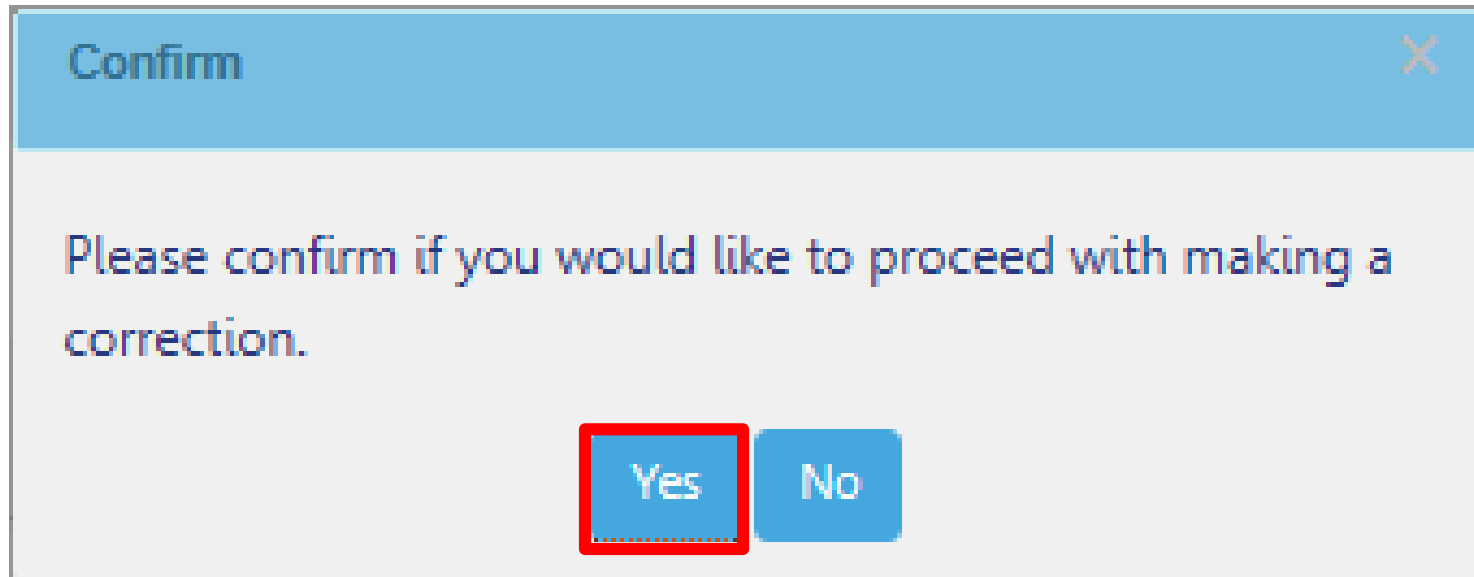 Confirm
Please confirm if you would like to proceed with making a
correction.
Yes No